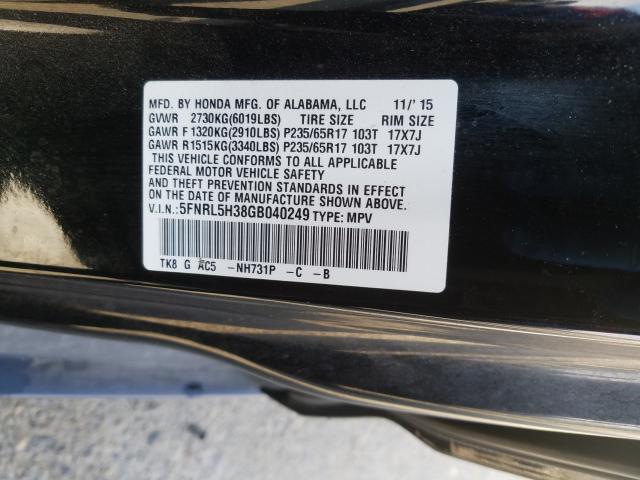 MFD. BY HONDA MFG. OF ALABAMA, LLC 11/'15
GVWR 2730KG(6019LBS) TIRE SIZE RIM SIZE
GAWR F 1320KG(2910LBS) P235/65R17 103T 17X7J
GAWR R1515KG(3340LBS) P235/65R17 103T 17X7J
THIS VEHICLE CONFORMS TO ALL APPLICABLE
FEDERAL MOTOR VEHICLE SAFETY
AND THEFT PREVENTION STANDARDS IN EFFECT
ON THE DATE OF MANUFACTURE SHOWN ABOVE.
V.I.N.:5FNRL5H38GB040249 TYPE: MPV
TK8 G AC5 -NH731P -C -B